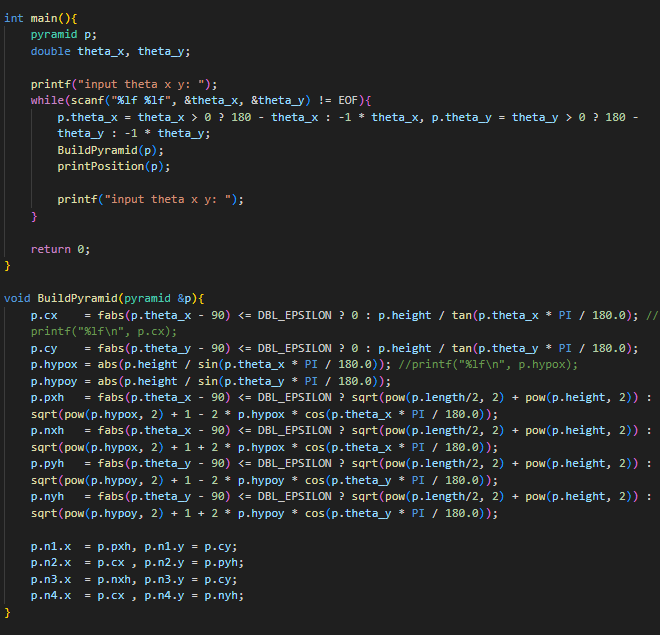 int main(){
pyramid p;
double theta_x, theta_y;
printf("input theta x y: ");
while(scanf("%lf %lf", &theta_x, &theta_y) != EOF){
p.theta_x = theta_x > 0 ? 180 - theta_x : -1 * theta_x, p.theta_y = theta_y > 0 ? 180 -
theta_y : -1 * theta_y;
BuildPyramid(p);
printPosition(p);
printf("input theta x y: ");
}
return 0;
}
void BuildPyramid(pyramid &p){
p.cx    = fabs(p.theta_x - 90) <= DBL_EPSILON ? 0 : p.height / tan(p.theta_x * PI / 180.0); //
printf("%lf\n", p.cx);
p.cy    = fabs(p.theta_y - 90) <= DBL_EPSILON ? 0 : p.height / tan(p.theta_y * PI / 180.0);
p.hypox = abs(p.height / sin(p.theta_x * PI / 180.0)); //printf("%lf\n", p.hypox);
p.hypoy = abs(p.height / sin(p.theta_y * PI / 180.0));
p.pxh   = fabs(p.theta_x - 90) <= DBL_EPSILON ? sqrt(pow(p.length/2, 2) + pow(p.height, 2)) :
sqrt(pow(p.hypox, 2) + 1 - 2 * p.hypox * cos(p.theta_x * PI / 180.0));
p.nxh   = fabs(p.theta_x - 90) <= DBL_EPSILON ? sqrt(pow(p.length/2, 2) + pow(p.height, 2)) :
sqrt(pow(p.hypox, 2) + 1 + 2 * p.hypox * cos(p.theta_x * PI / 180.0));
p.pyh   = fabs(p.theta_y - 90) <= DBL_EPSILON ? sqrt(pow(p.length/2, 2) + pow(p.height, 2)) :
sqrt(pow(p.hypoy, 2) + 1 - 2 * p.hypoy * cos(p.theta_y * PI / 180.0));
p.nyh   = fabs(p.theta_y - 90) <= DBL_EPSILON ? sqrt(pow(p.length/2, 2) + pow(p.height, 2)) :
sqrt(pow(p.hypoy, 2) + 1 + 2 * p.hypoy * cos(p.theta_y * PI / 180.0));
p.n1.x  = p.pxh, p.n1.y = p.cy;
p.n2.x  = p.cx , p.n2.y = p.pyh;
p.n3.x  = p.nxh, p.n3.y = p.cy;
p.n4.x  = p.cx , p.n4.y = p.nyh;
}